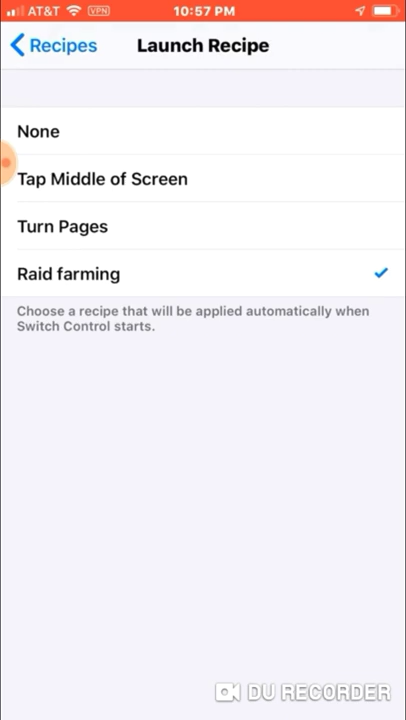 AT&T VPN 10:57 PM
Recipes Launch Recipe
None
Tap Middle of Screen
Turn Pages
Raid farming
Choose a recipe that will be applied automatically when
Switch Control starts.
DU RECORDER